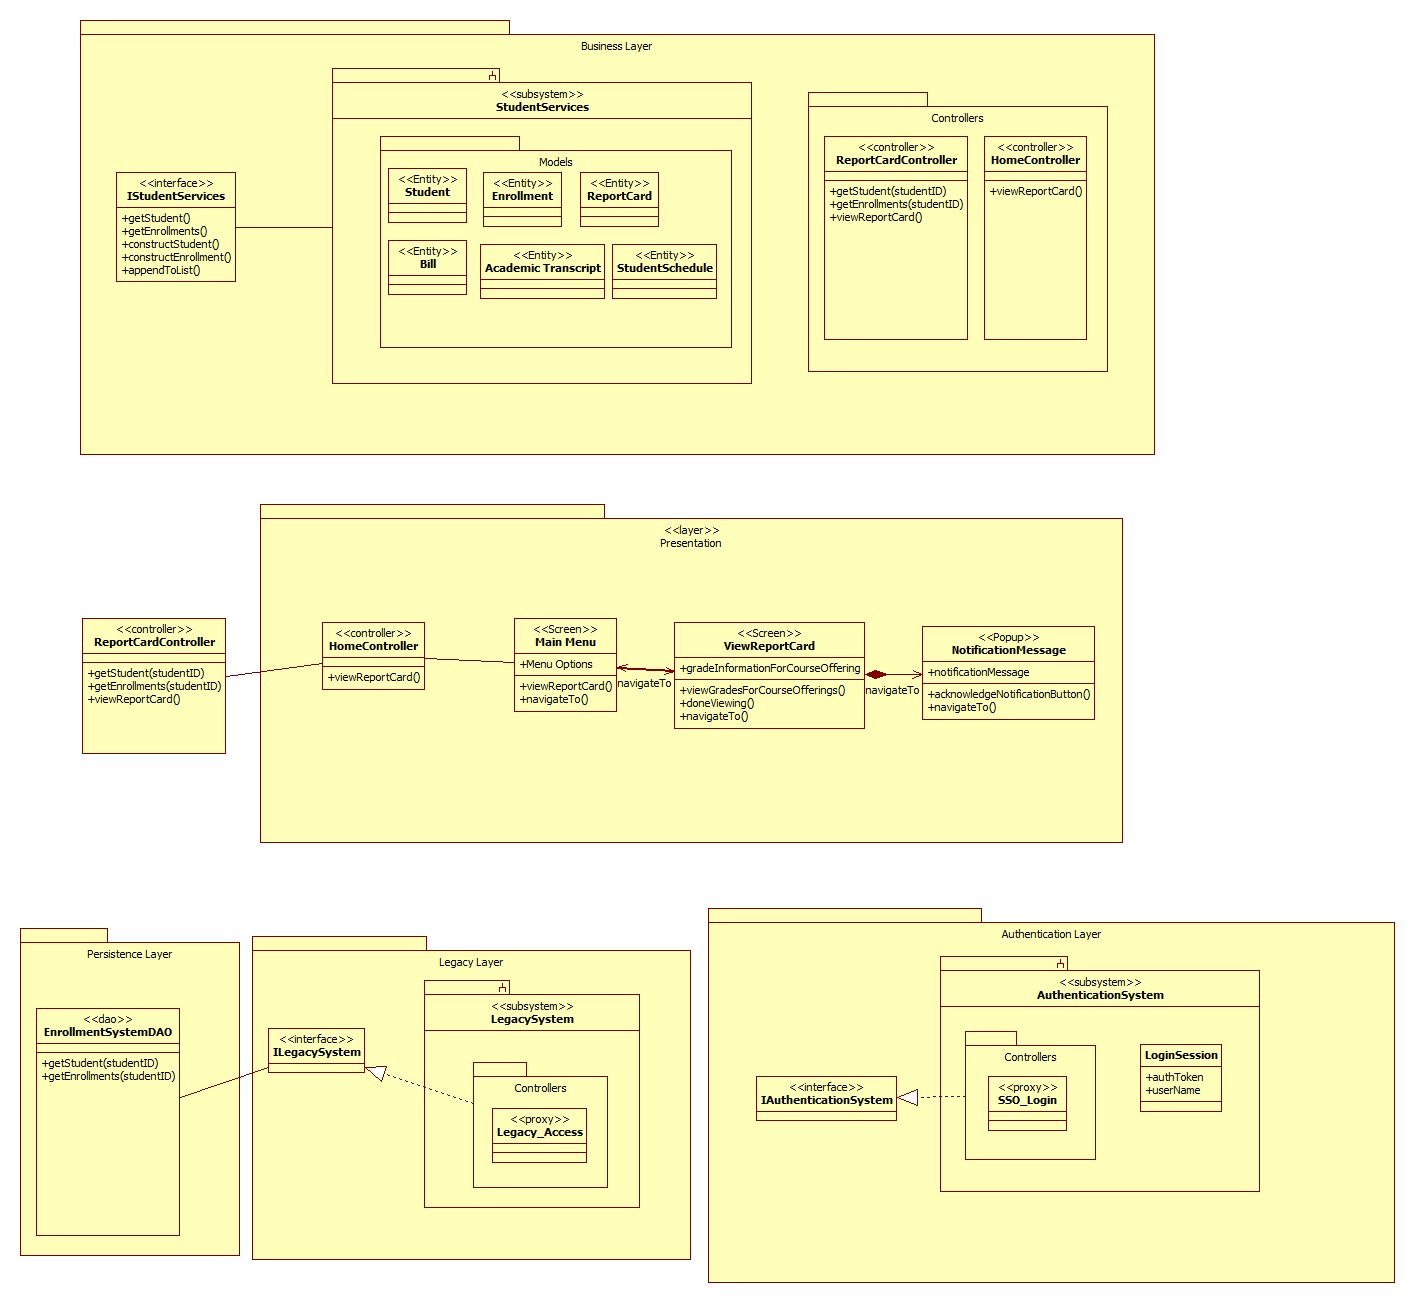 Business Layer
<<subsystem>>
StudentServices
Models
<<Entity>>
Student
<<Entity>>
Enrollment
<<Entity>>
ReportCard
<<Entity>>
Bill
<<Entity>>
Academic Transcript
<<Entity>>
StudentSchedule
<<interface>>
IStudentServices
+getStudent()
+getEnrollments()
+constructStudent()
+constructEnrollment()
+appendToList()
Controllers
<<controller>>
ReportCardController
+getStudent(studentID)
+getEnrollments(studentID)
+viewReportCard()
<<controller>>
HomeController
+viewReportCard()
<<layer>>
Presentation
<<controller>>
ReportCardController
+getStudent(studentID)
+getEnrollments(studentID)
+viewReportCard()
<<controller>>
HomeController
+viewReportCard()
<<Screen>>
Main Menu
+Menu Options
+viewReportCard()
+navigateTo()
navigateTo
<<Screen>>
ViewReportCard
+gradeInformationForCourseOffering
+viewGradesForCourseOfferings()
+doneViewing()
+navigateTo()
navigateTo
<<Popup>>
NotificationMessage
+notificationMessage
+acknowledgeNotificationButton()
+navigateTo()
Persistence Layer
<<dao>>
EnrollmentSystemDAO
+getStudent(studentID)
+getEnrollments(studentID)
Legacy Layer
<<interface>>
ILegacySystem
<<subsystem>>
LegacySystem
Controllers
<<proxy>>
Legacy_Access
Authentication Layer
<<subsystem>>
AuthenticationSystem
<<interface>>
IAuthenticationSystem
Controllers
<<proxy>>
SSO_Login
LoginSession
+authToken
+userName